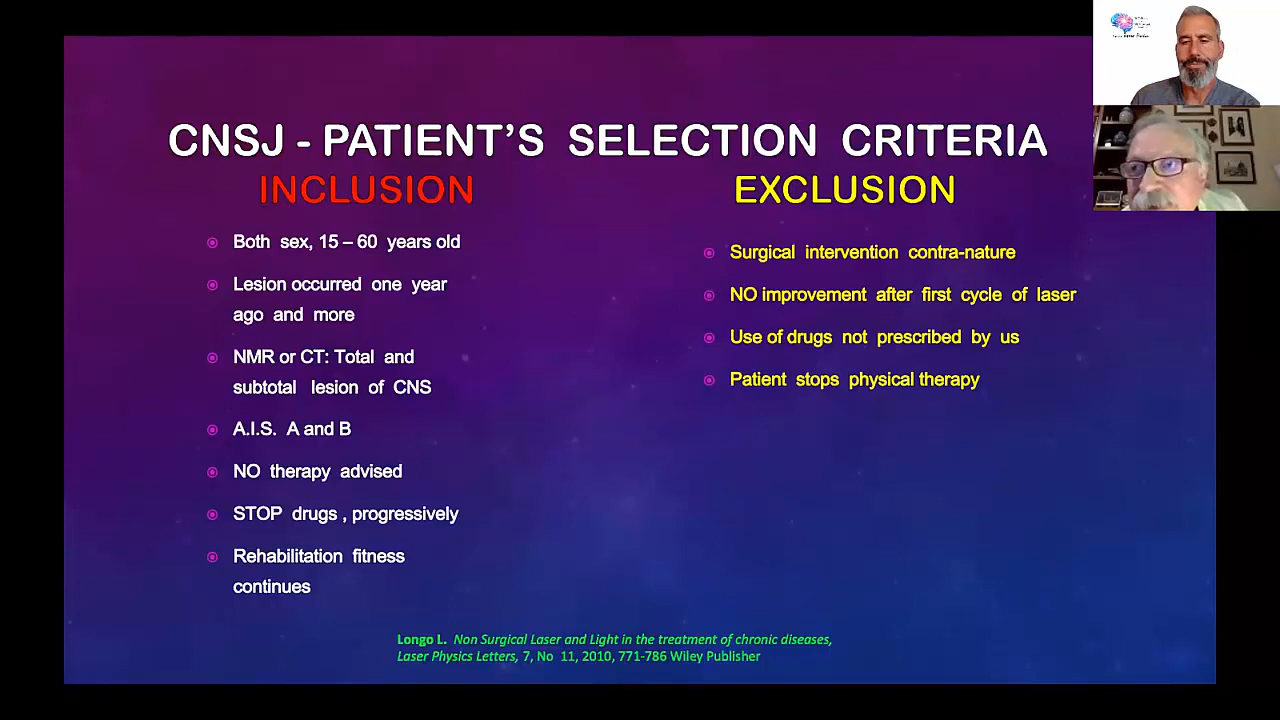 CNSJ - PATIENT'S SELECTION CRITERIA
INCLUSION
Both sex, 15 – 60 years old
Lesion occurred one year
ago and more
NMR or CT: Total and
subtotal lesion of CNS
A.I.S. A and B
NO therapy advised
STOP drugs , progressively
Rehabilitation fitness
continues
EXCLUSION
Surgical intervention contra-nature
NO improvement after first cycle of laser
Use of drugs not prescribed by us
Patient stops physical therapy
Longo L. Non Surgical Laser and Light in the treatment of chronic diseases,
Laser Physics Letters, 7, No 11, 2010, 771-786 Wiley Publisher